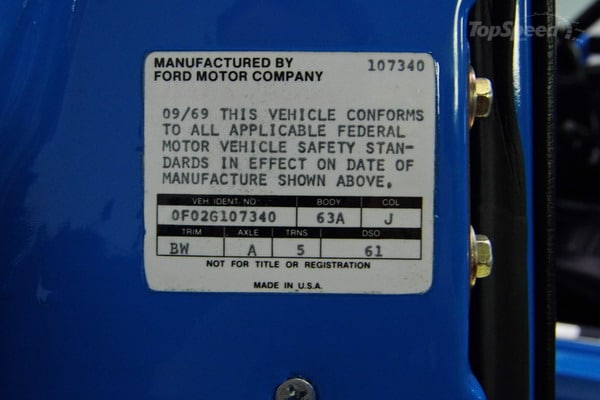 TopSpeed
MANUFACTURED BY 107340
FORD MOTOR COMPANY
09/69 THIS VEHICLE CONFORMS
TO ALL APPLICABLE FEDERAL
MOTOR VEHICLE SAFETY STAN-
DARDS IN EFFECT ON DATE OF
MANUFACTURE SHOWN ABOVE.
VEH IDENT. NO BODY COL
0F02G107340 63A J
TRIM AXLE TRNS DSO
BW A 5 61
NOT FOR TITLE OR REGISTRATION
MADE IN U.S.A.